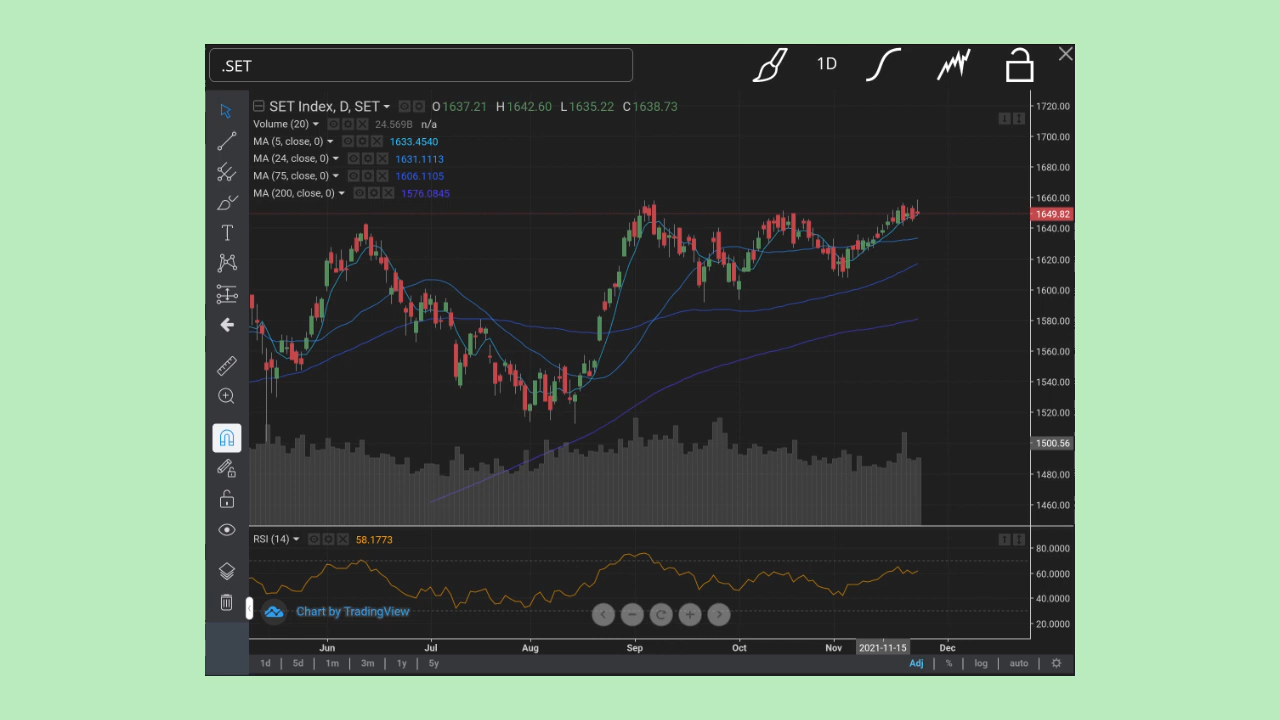 .SET
1D
SET Index, D, SET O1637.21 H1642.60 L1635.22 C1638.73
Volume (20) 24.569B n/a
MA (5, close, 0) 1633.4540
MA (24, close, 0) 1631.1113
MA (75, close, 0) 1606.1105
MA (200, close, 0) 1576.0845
1720.00
1700.00
1680.00
1660.00
1649.82
1640.00
1620.00
1600.00
1580.00
1560.00
1540.00
1520.00
1500.56
1480.00
1460.00
RSI (14) 58.1773
80.0000
60.0000
40.0000
20.0000
Chart by TradingView
Jun Jul Aug Sep Oct Nov 2021-11-15 Dec
1d | 5d | 1m | 3m | 1y | 5y Adj | % | log | auto |